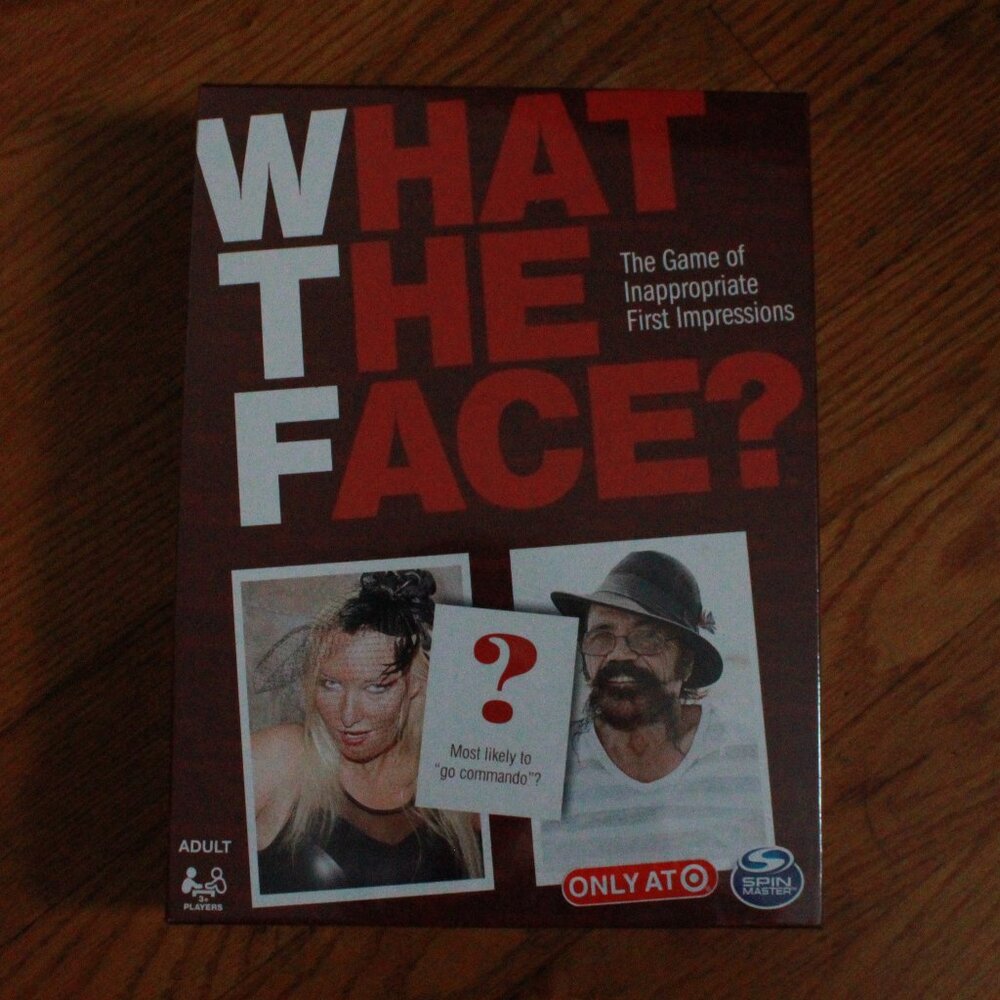 WHAT
THE
The Game of
Inappropriate
First Impressions
FACE?
?
Most likely to
"go commando"?
ADULT
3+
PLAYERS
ONLY AT
SPIN
MASTER™